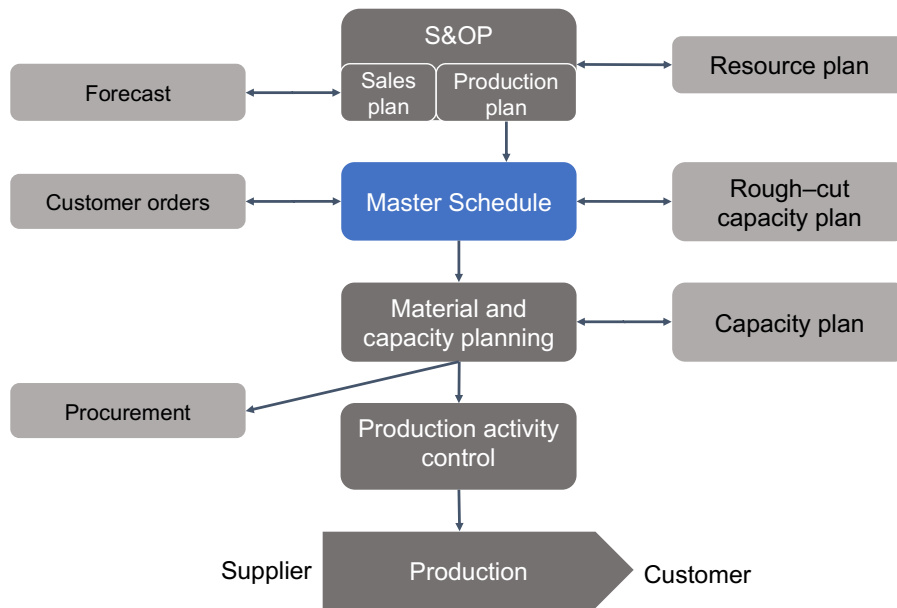 S&OP
Forecast
Sales
plan
Production
plan
Resource plan
Customer orders
Master Schedule
Rough–cut
capacity plan
Material and
capacity planning
Capacity plan
Procurement
Production activity
control
Supplier
Production
Customer